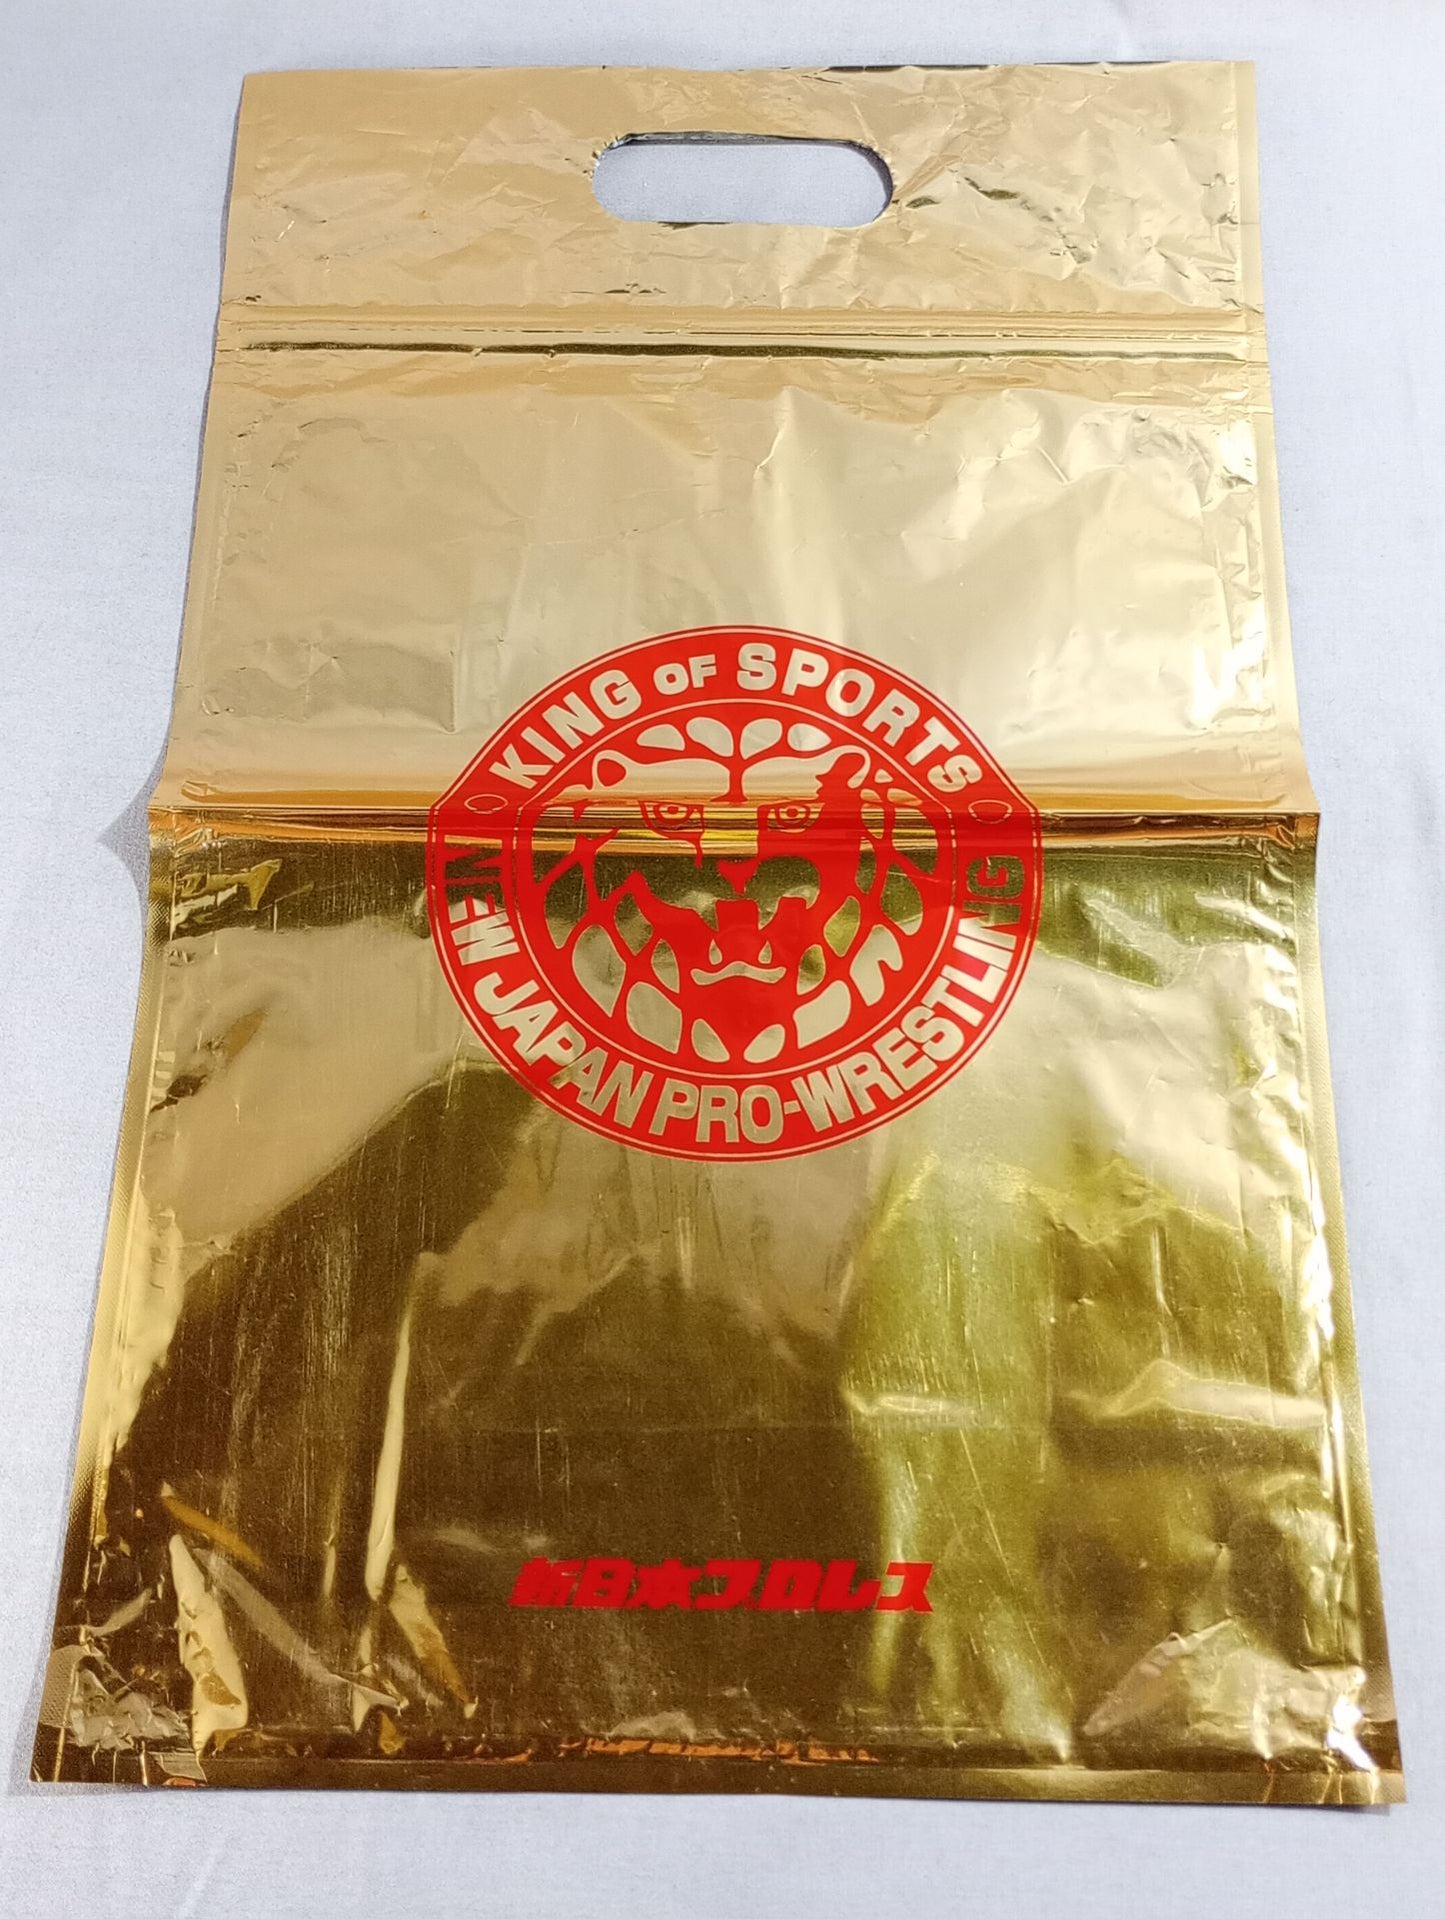 KING OF SPORTS
NEW JAPAN PRO-WRESTLING
新日本プロレス